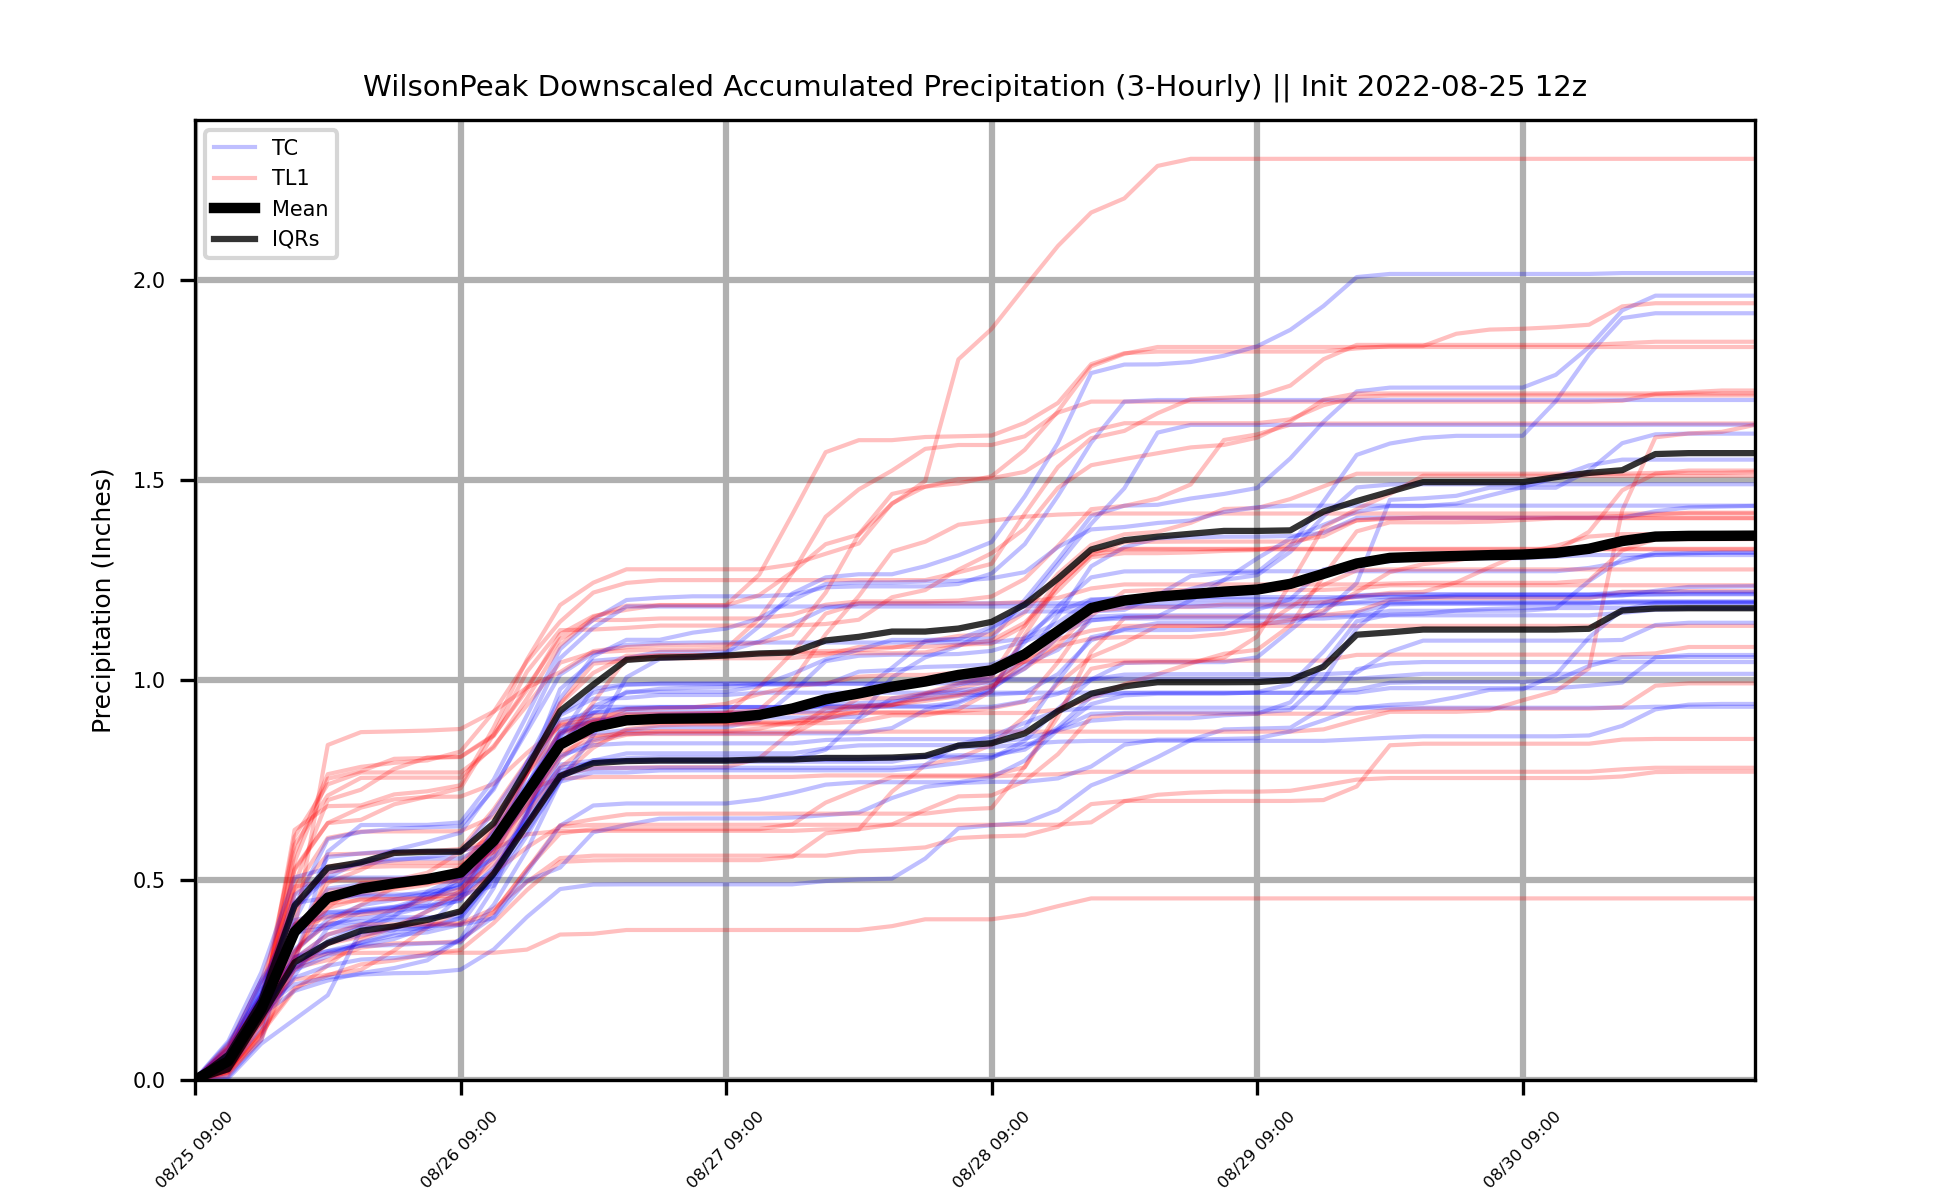 WilsonPeak Downscaled Accumulated Precipitation (3-Hourly) || Init 2022-08-25 12z
TC
TL1
Mean
IQRs
Precipitation (Inches)
2.0
1.5
1.0
0.5
0.0
08/25 09:00
08/26 09:00
08/27 09:00
08/28 09:00
08/29 09:00
08/30 09:00